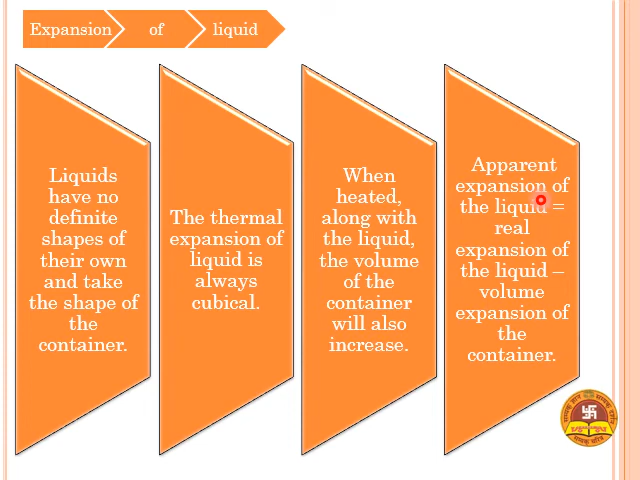 Expansion of liquid
Liquids
have no
definite
shapes of
their own
and take
the shape of
the
container.
The thermal
expansion of
liquid is
always
cubical.
When
heated,
along with
the liquid,
the volume
of the
container
will also
increase.
Apparent
expansion of
the liquid =
real
expansion of
the liquid –
volume
expansion of
the
container.